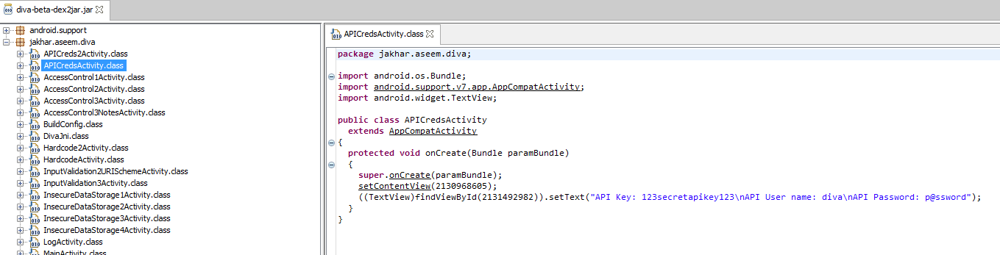 diva-beta-dex2jar.jar
android.support
jakhar.aseem.diva
APICreds2Activity.class
APICredsActivity.class
AccessControl1Activity.class
AccessControl2Activity.class
AccessControl3Activity.class
AccessControl3NotesActivity.class
BuildConfig.class
DivaJni.class
Hardcode2Activity.class
HardcodeActivity.class
InputValidation2URISchemeActivity.class
InputValidation3Activity.class
InsecureDataStorage1Activity.class
InsecureDataStorage2Activity.class
InsecureDataStorage3Activity.class
InsecureDataStorage4Activity.class
LogActivity.class
MainActivity.class
APICredsActivity.class
package jakhar.aseem.diva;
import android.os.Bundle;
import android.support.v7.app.AppCompatActivity;
import android.widget.TextView;
public class APICredsActivity
extends AppCompatActivity
{
protected void onCreate(Bundle paramBundle)
{
super.onCreate(paramBundle);
setContentView(2130968605);
((TextView)findViewById(2131492982)).setText("API Key: 123secretapikey123\nAPI User name: diva\nAPI Password: p@ssword");
}
}